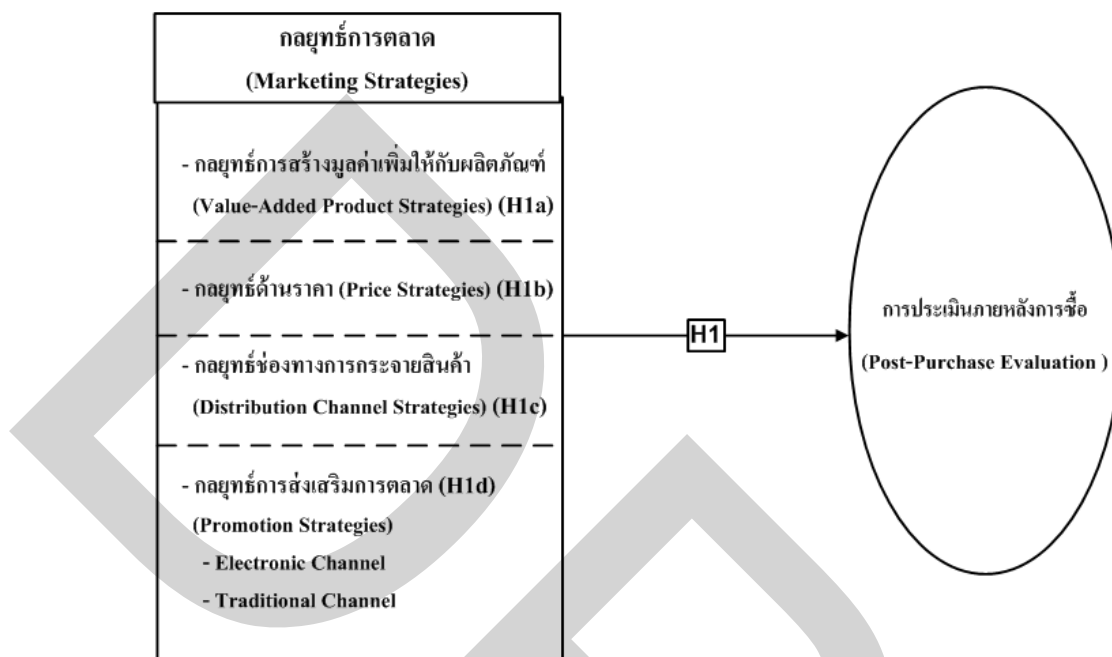 กลยุทธ์การตลาด
(Marketing Strategies)
- กลยุทธ์การสร้างมูลค่าเพิ่มให้กับผลิตภัณฑ์
(Value-Added Product Strategies) (H1a)
- กลยุทธ์ด้านราคา (Price Strategies) (H1b)
- กลยุทธ์ช่องทางการกระจายสินค้า
(Distribution Channel Strategies) (H1c)
- กลยุทธ์การส่งเสริมการตลาด (H1d)
(Promotion Strategies)
- Electronic Channel
- Traditional Channel
H1
การประเมินภายหลังการซื้อ
(Post-Purchase Evaluation )